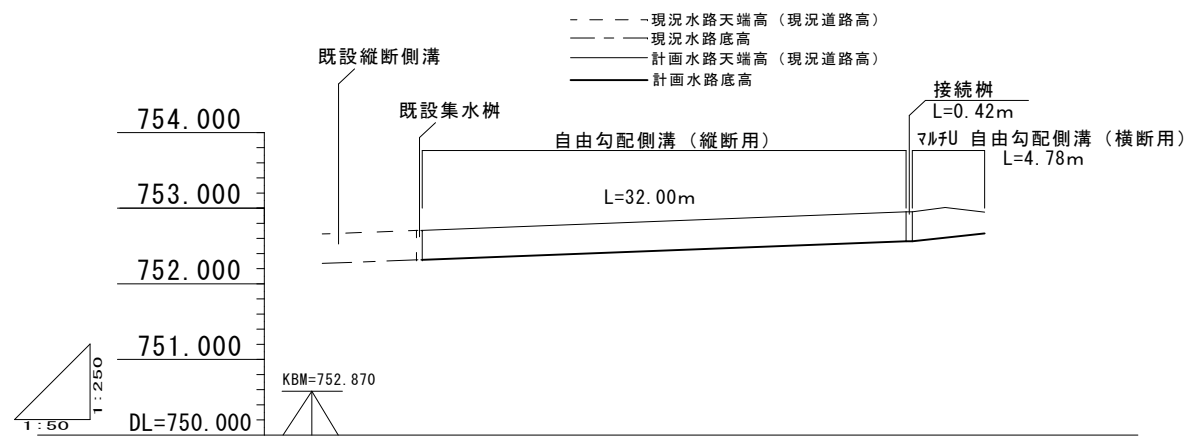 現況水路天端高（現況道路高）
現況水路底高
計画水路天端高（現況道路高）
計画水路底高
既設縦断側溝
既設集水桝
接続桝
L=0.42m
自由勾配側溝（縦断用）
ﾏﾙﾁU 自由勾配側溝（横断用）
L=4.78m
L=32.00m
754.000
753.000
752.000
751.000
KBM=752.870
DL=750.000
1:250
1:50